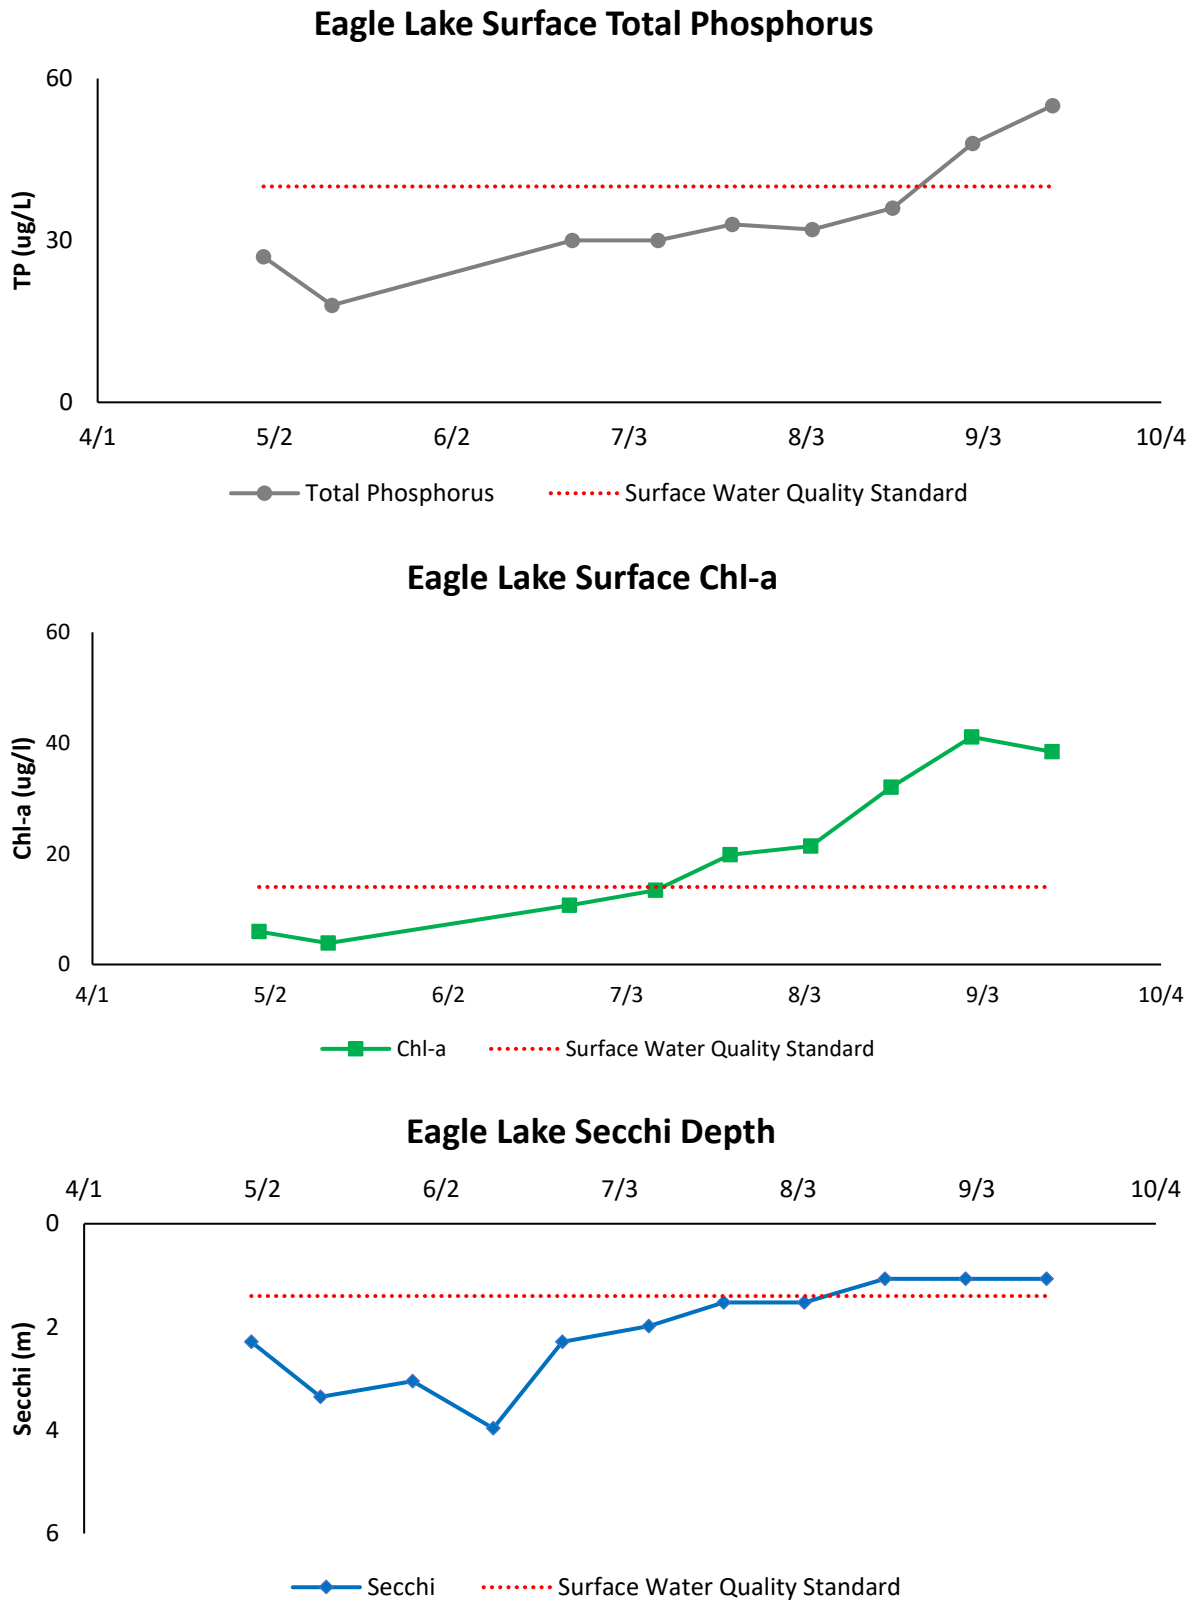 Eagle Lake Surface Total Phosphorus
60
30
0
TP (ug/L)
4/1 5/2 6/2 7/3 8/3 9/3 10/4
Total Phosphorus Surface Water Quality Standard
Eagle Lake Surface Chl-a
60
40
20
0
Chl-a (ug/l)
4/1 5/2 6/2 7/3 8/3 9/3 10/4
Chl-a Surface Water Quality Standard
Eagle Lake Secchi Depth
4/1 5/2 6/2 7/3 8/3 9/3 10/4
0
2
4
6
Secchi (m)
Secchi Surface Water Quality Standard